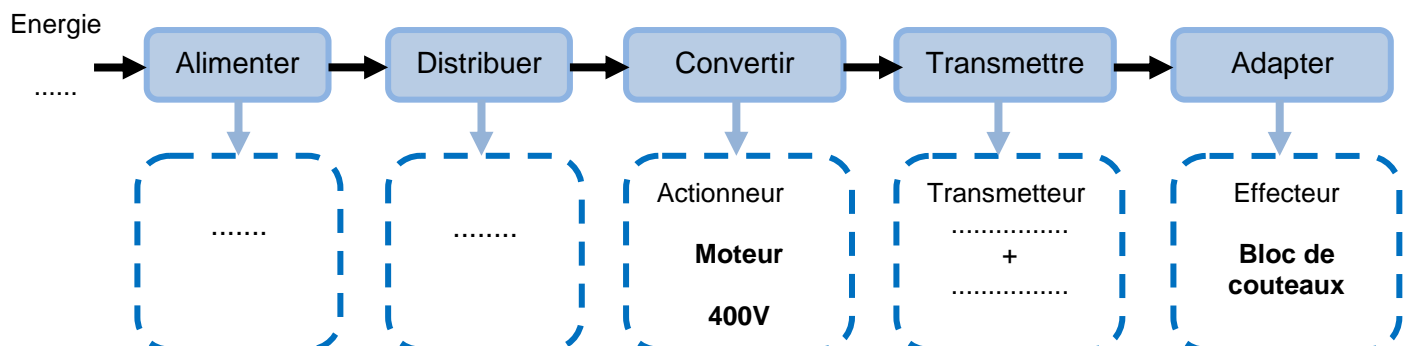 Energie
......
Alimenter
Distribuer
Convertir
Transmettre
Adapter
.......
........
Actionneur
Moteur
400V
Transmetteur
................
+
................
Effecteur
Bloc de
couteaux